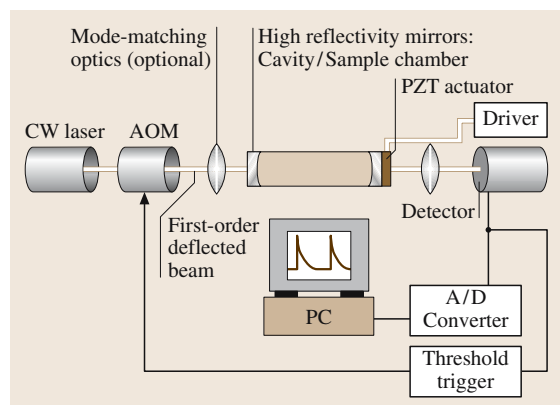 Mode-matching
optics (optional)
High reflectivity mirrors:
Cavity/Sample chamber
PZT actuator
CW laser
AOM
Driver
First-order
deflected
beam
Detector
PC
A/D
Converter
Threshold
trigger